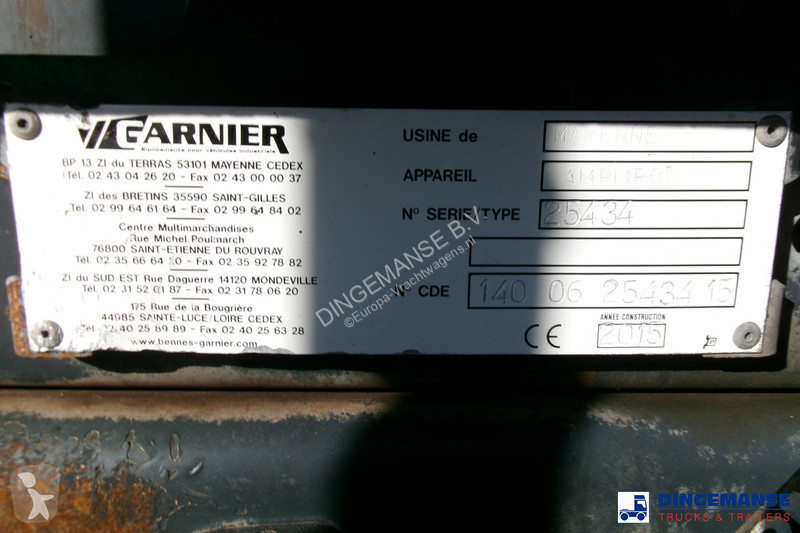 GARNIER
Equipements pour véhicules industriels
BP 13 ZI du TERRAS 53101 MAYENNE CEDEX
Tel. 02 43 04 26 20 - Fax 02 43 00 00 37
ZI des BRETINS 35590 SAINT-GILLES
Tel. 02 99 64 61 64 - Fax 02 99 64 84 02
Centre Multimarchandises
Rue Michel Poulmarch
76800 SAINT-ETIENNE DU ROUVRAY
Tél. 02 35 66 64 20 - Fax 02 35 92 78 82
ZI du SUD EST Rue Daguerre 14120 MONDEVILLE
Tél. 02 31 52 01 87 - Fax 02 31 78 06 20
175 Rue de la Bougrière
44985 SAINTE-LUCE/LOIRE CEDEX
Tél. 02 40 25 89 89 - Fax 02 40 25 63 28
www.bennes-garnier.com
USINE de MAYENNE
APPAREIL AMPLIROLL
N° SERIE/TYPE 25434
N° CDE 140 06 25434 15
ANNEE CONSTRUCTION
CE 2015
DINGEMANSE B.V.
©Europa-Vrachtwagens.nl
DINGEMANSE
TRUCKS & TRAILERS